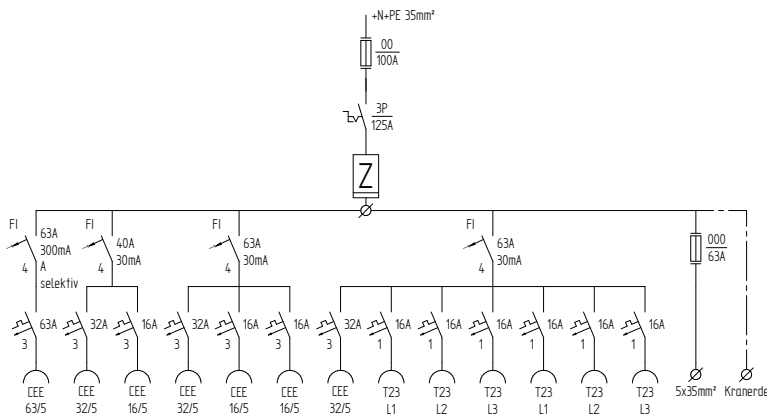 +N+PE 35mm²
00
100A
3P
125A
Z
FI
63A
300mA
4
A
selektiv
FI
40A
30mA
4
FI
63A
30mA
4
FI
63A
30mA
4
000
63A
63A
3
32A
3
16A
3
32A
3
16A
3
16A
3
32A
3
16A
1
16A
1
16A
1
16A
1
16A
1
16A
1
CEE
63/5
CEE
32/5
CEE
16/5
CEE
32/5
CEE
16/5
CEE
16/5
CEE
32/5
T23
L1
T23
L2
T23
L3
T23
L1
T23
L2
T23
L3
5x35mm²
Kranerde